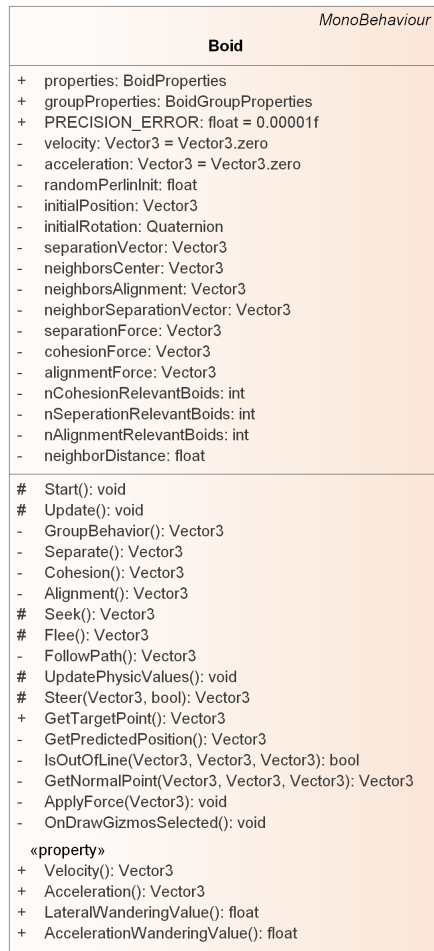 MonoBehaviour
Boid
+ properties: BoidProperties
+ groupProperties: BoidGroupProperties
+ PRECISION_ERROR: float = 0.00001f
- velocity: Vector3 = Vector3.zero
- acceleration: Vector3 = Vector3.zero
- randomPerlinInit: float
- initialPosition: Vector3
- initialRotation: Quaternion
- separationVector: Vector3
- neighborsCenter: Vector3
- neighborsAlignment: Vector3
- neighborSeparationVector: Vector3
- separationForce: Vector3
- cohesionForce: Vector3
- alignmentForce: Vector3
- nCohesionRelevantBoids: int
- nSeperationRelevantBoids: int
- nAlignmentRelevantBoids: int
- neighborDistance: float
# Start(): void
# Update(): void
- GroupBehavior(): Vector3
- Separate(): Vector3
- Cohesion(): Vector3
- Alignment(): Vector3
# Seek(): Vector3
# Flee(): Vector3
- FollowPath(): Vector3
# UpdatePhysicValues(): void
# Steer(Vector3, bool): Vector3
+ GetTargetPoint(): Vector3
- GetPredictedPosition(): Vector3
- IsOutOfLine(Vector3, Vector3, Vector3): bool
- GetNormalPoint(Vector3, Vector3, Vector3): Vector3
- ApplyForce(Vector3): void
- OnDrawGizmosSelected(): void
«property»
+ Velocity(): Vector3
+ Acceleration(): Vector3
+ LateralWanderingValue(): float
+ AccelerationWanderingValue(): float